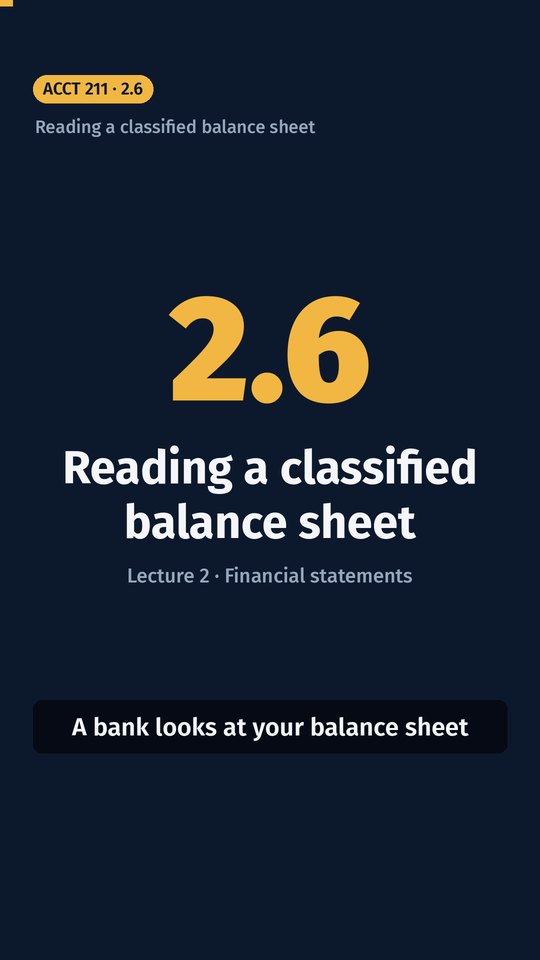 ACCT 211 · 2.6
Reading a classified balance sheet
2.6
Reading a classified
balance sheet
Lecture 2 · Financial statements
A bank looks at your balance sheet